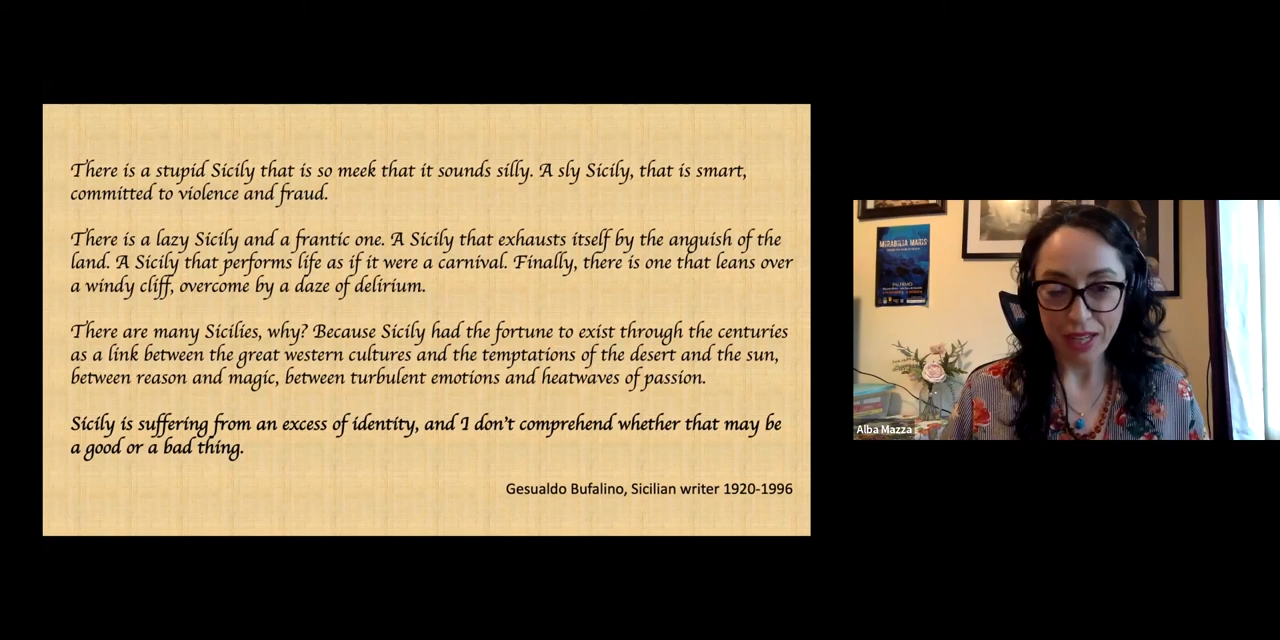 There is a stupid Sicily that is so meek that it sounds silly. A sly Sicily, that is smart,
committed to violence and fraud.
There is a lazy Sicily and a frantic one. A Sicily that exhausts itself by the anguish of the
land. A Sicily that performs life as if it were a carnival. Finally, there is one that leans over
a windy cliff, overcome by a daze of delirium.
There are many Sicilies, why? Because Sicily had the fortune to exist through the centuries
as a link between the great western cultures and the temptations of the desert and the sun,
between reason and magic, between turbulent emotions and heatwaves of passion.
Sicily is suffering from an excess of identity, and I don't comprehend whether that may be
a good or a bad thing.
Gesualdo Bufalino, Sicilian writer 1920-1996
MIRABILIA MARIS
PALERMO
Alba Mazza